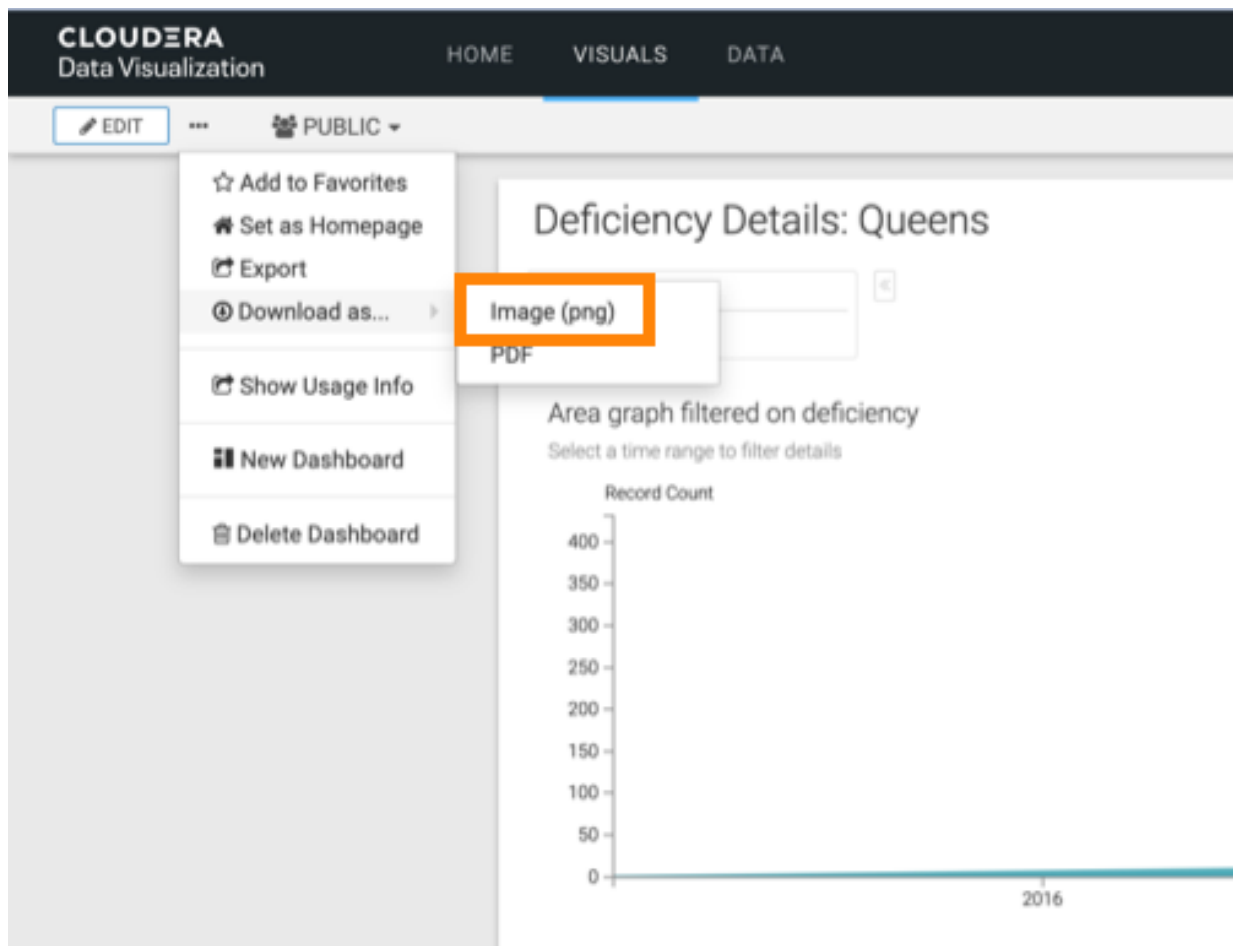 CLOUDERA
Data Visualization
HOME VISUALS DATA
EDIT ... PUBLIC
Add to Favorites
Set as Homepage
Export
Download as...
Image (png)
PDF
Show Usage Info
New Dashboard
Delete Dashboard
Deficiency Details: Queens
Area graph filtered on deficiency
Select a time range to filter details
Record Count
400
350
300
250
200
150
100
50
0
2016